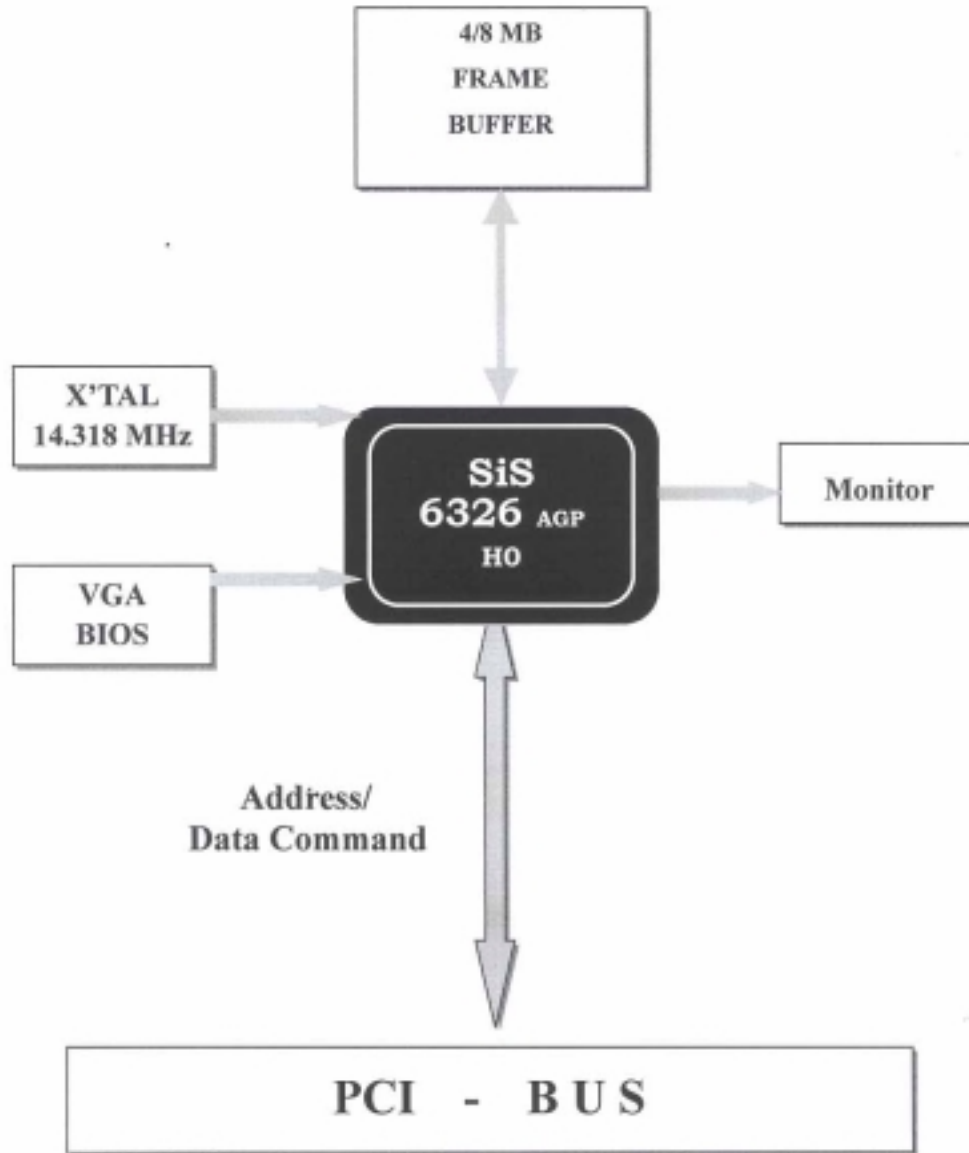 4/8 MB
FRAME
BUFFER
X'TAL
14.318 MHz
SiS
6326 AGP
H0
Monitor
VGA
BIOS
Address/
Data Command
PCI - B U S